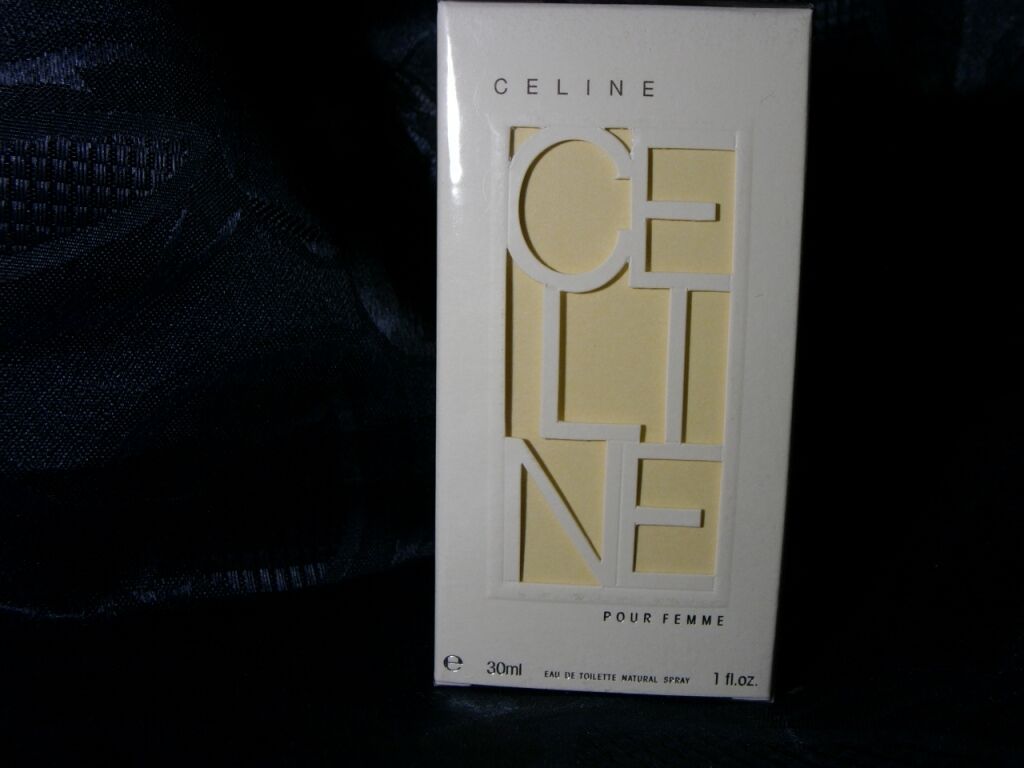 CELINE
CE
LI
NE
POUR FEMME
℮ 30ml EAU DE TOILETTE NATURAL SPRAY 1 fl.oz.